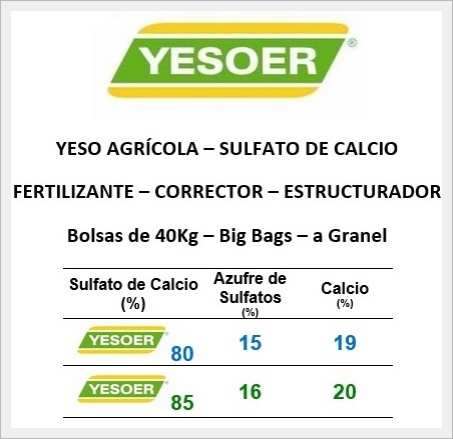 YESOER®
YESO AGRÍCOLA – SULFATO DE CALCIO
FERTILIZANTE – CORRECTOR – ESTRUCTURADOR
Bolsas de 40Kg – Big Bags – a Granel
Sulfato de Calcio (%) Azufre de Sulfatos (%) Calcio (%)
YESOER 80 15 19
YESOER 85 16 20